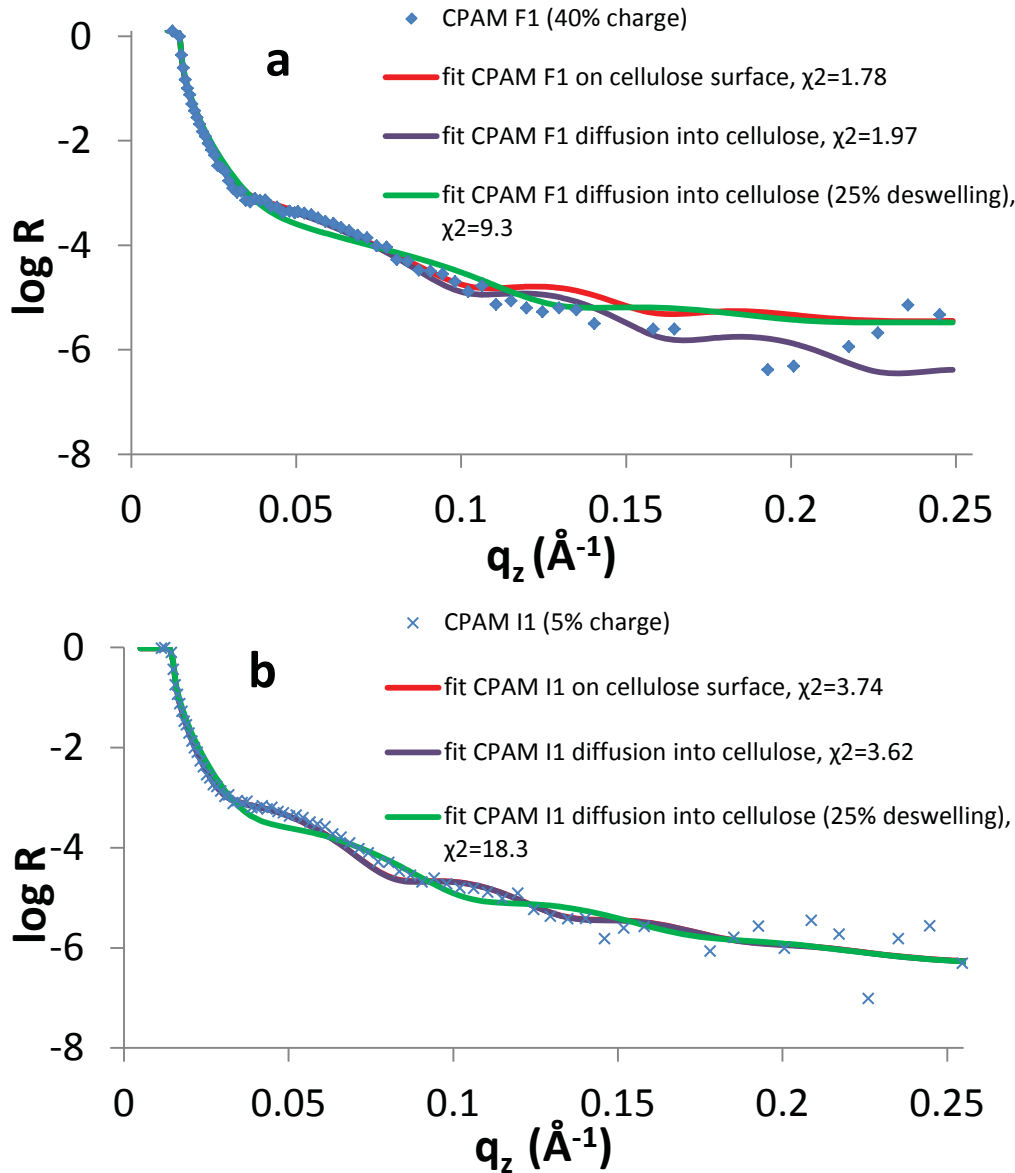 CPAM F1 (40% charge)
a
fit CPAM F1 on cellulose surface, χ2=1.78
fit CPAM F1 diffusion into cellulose, χ2=1.97
fit CPAM F1 diffusion into cellulose (25% deswelling),
χ2=9.3
0
-2
-4
-6
-8
log R
0
0.05
0.1
0.15
0.2
0.25
qz (Å-1)
CPAM I1 (5% charge)
b
fit CPAM I1 on cellulose surface, χ2=3.74
fit CPAM I1 diffusion into cellulose, χ2=3.62
fit CPAM I1 diffusion into cellulose (25% deswelling),
χ2=18.3
0
-2
-4
-6
-8
log R
0
0.05
0.1
0.15
0.2
0.25
qz (Å-1)